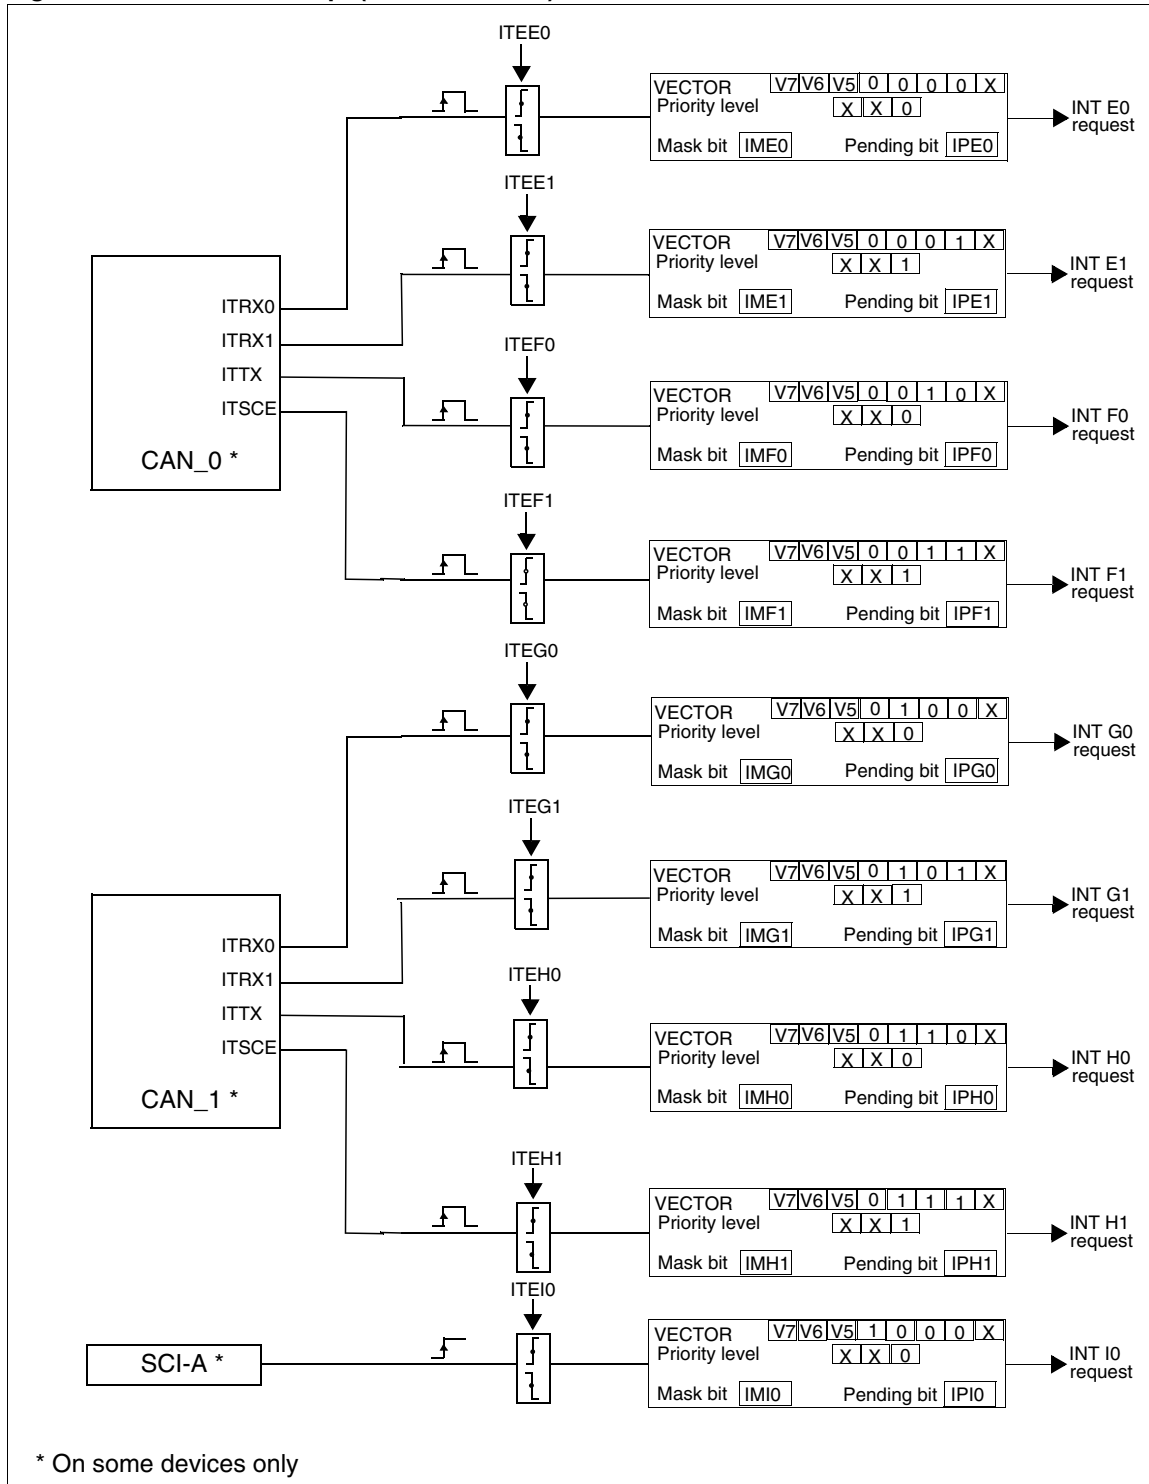 ITEE0
VECTOR V7 V6 V5 0 0 0 0 X
Priority level X X 0
Mask bit IME0 Pending bit IPE0
INT E0
request
ITEE1
VECTOR V7 V6 V5 0 0 0 1 X
Priority level X X 1
Mask bit IME1 Pending bit IPE1
INT E1
request
ITRX0
ITRX1
ITTX
ITSCE
CAN_0 *
ITEF0
VECTOR V7 V6 V5 0 0 1 0 X
Priority level X X 0
Mask bit IMF0 Pending bit IPF0
INT F0
request
ITEF1
VECTOR V7 V6 V5 0 0 1 1 X
Priority level X X 1
Mask bit IMF1 Pending bit IPF1
INT F1
request
ITEG0
VECTOR V7 V6 V5 0 1 0 0 X
Priority level X X 0
Mask bit IMG0 Pending bit IPG0
INT G0
request
ITEG1
VECTOR V7 V6 V5 0 1 0 1 X
Priority level X X 1
Mask bit IMG1 Pending bit IPG1
INT G1
request
ITRX0
ITRX1
ITTX
ITSCE
CAN_1 *
ITEH0
VECTOR V7 V6 V5 0 1 1 0 X
Priority level X X 0
Mask bit IMH0 Pending bit IPH0
INT H0
request
ITEH1
VECTOR V7 V6 V5 0 1 1 1 X
Priority level X X 1
Mask bit IMH1 Pending bit IPH1
INT H1
request
ITEI0
SCI-A *
VECTOR V7 V6 V5 1 0 0 0 X
Priority level X X 0
Mask bit IMI0 Pending bit IPI0
INT I0
request
* On some devices only